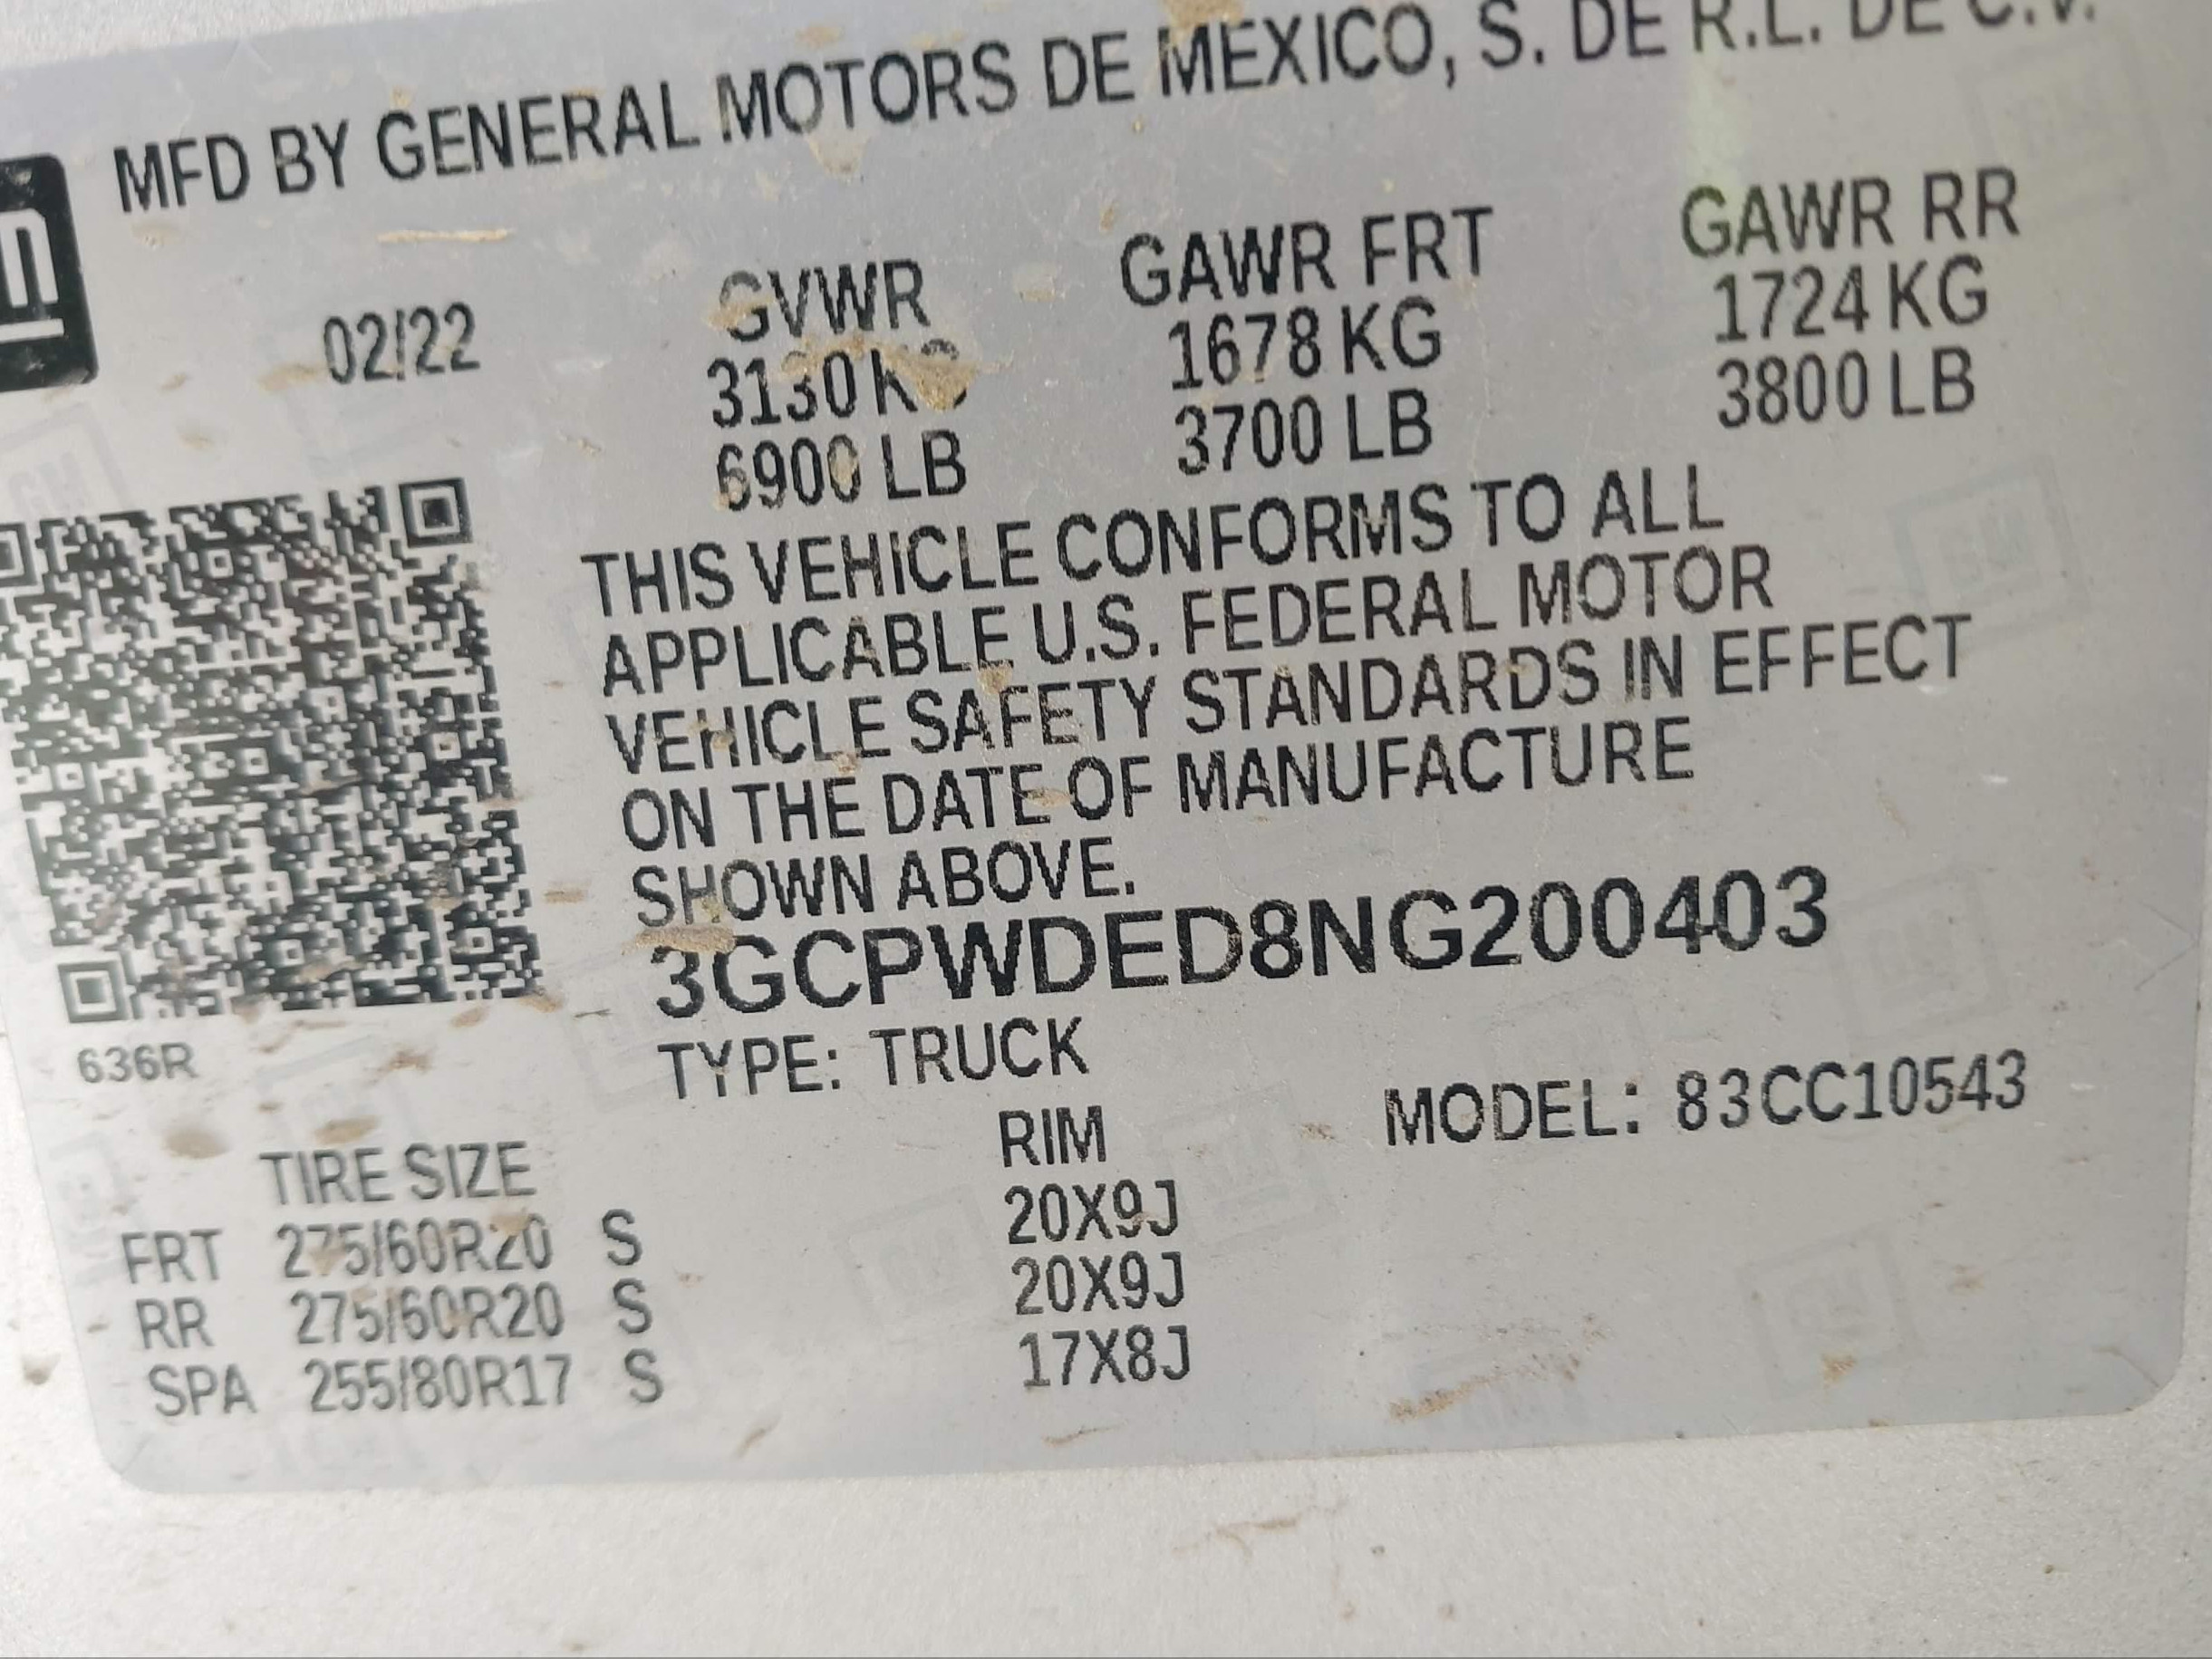 MFD BY GENERAL MOTORS DE MEXICO, S. DE R.L. DE C.V.
02/22
GVWR GAWR FRT GAWR RR
3130 KG 1678 KG 1724 KG
6900 LB 3700 LB 3800 LB
THIS VEHICLE CONFORMS TO ALL
APPLICABLE U.S. FEDERAL MOTOR
VEHICLE SAFETY STANDARDS IN EFFECT
ON THE DATE OF MANUFACTURE
SHOWN ABOVE.
3GCPWDED8NG200403
636R
TYPE: TRUCK
MODEL: 83CC10543
TIRE SIZE RIM
FRT 275/60R20 S 20X9J
RR 275/60R20 S 20X9J
SPA 255/80R17 S 17X8J